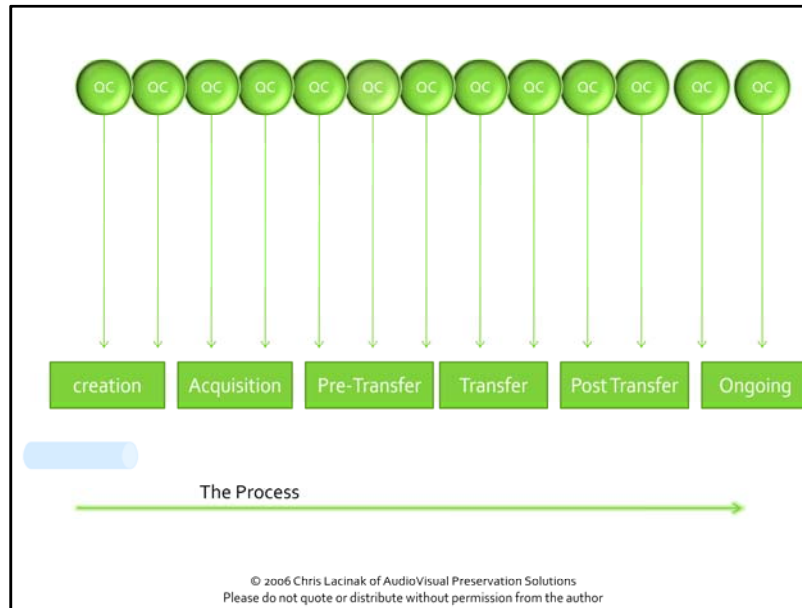 QC QC QC QC QC QC QC QC QC QC QC QC QC
creation Acquisition Pre-Transfer Transfer Post Transfer Ongoing
The Process
© 2006 Chris Lacinak of AudioVisual Preservation Solutions
Please do not quote or distribute without permission from the author